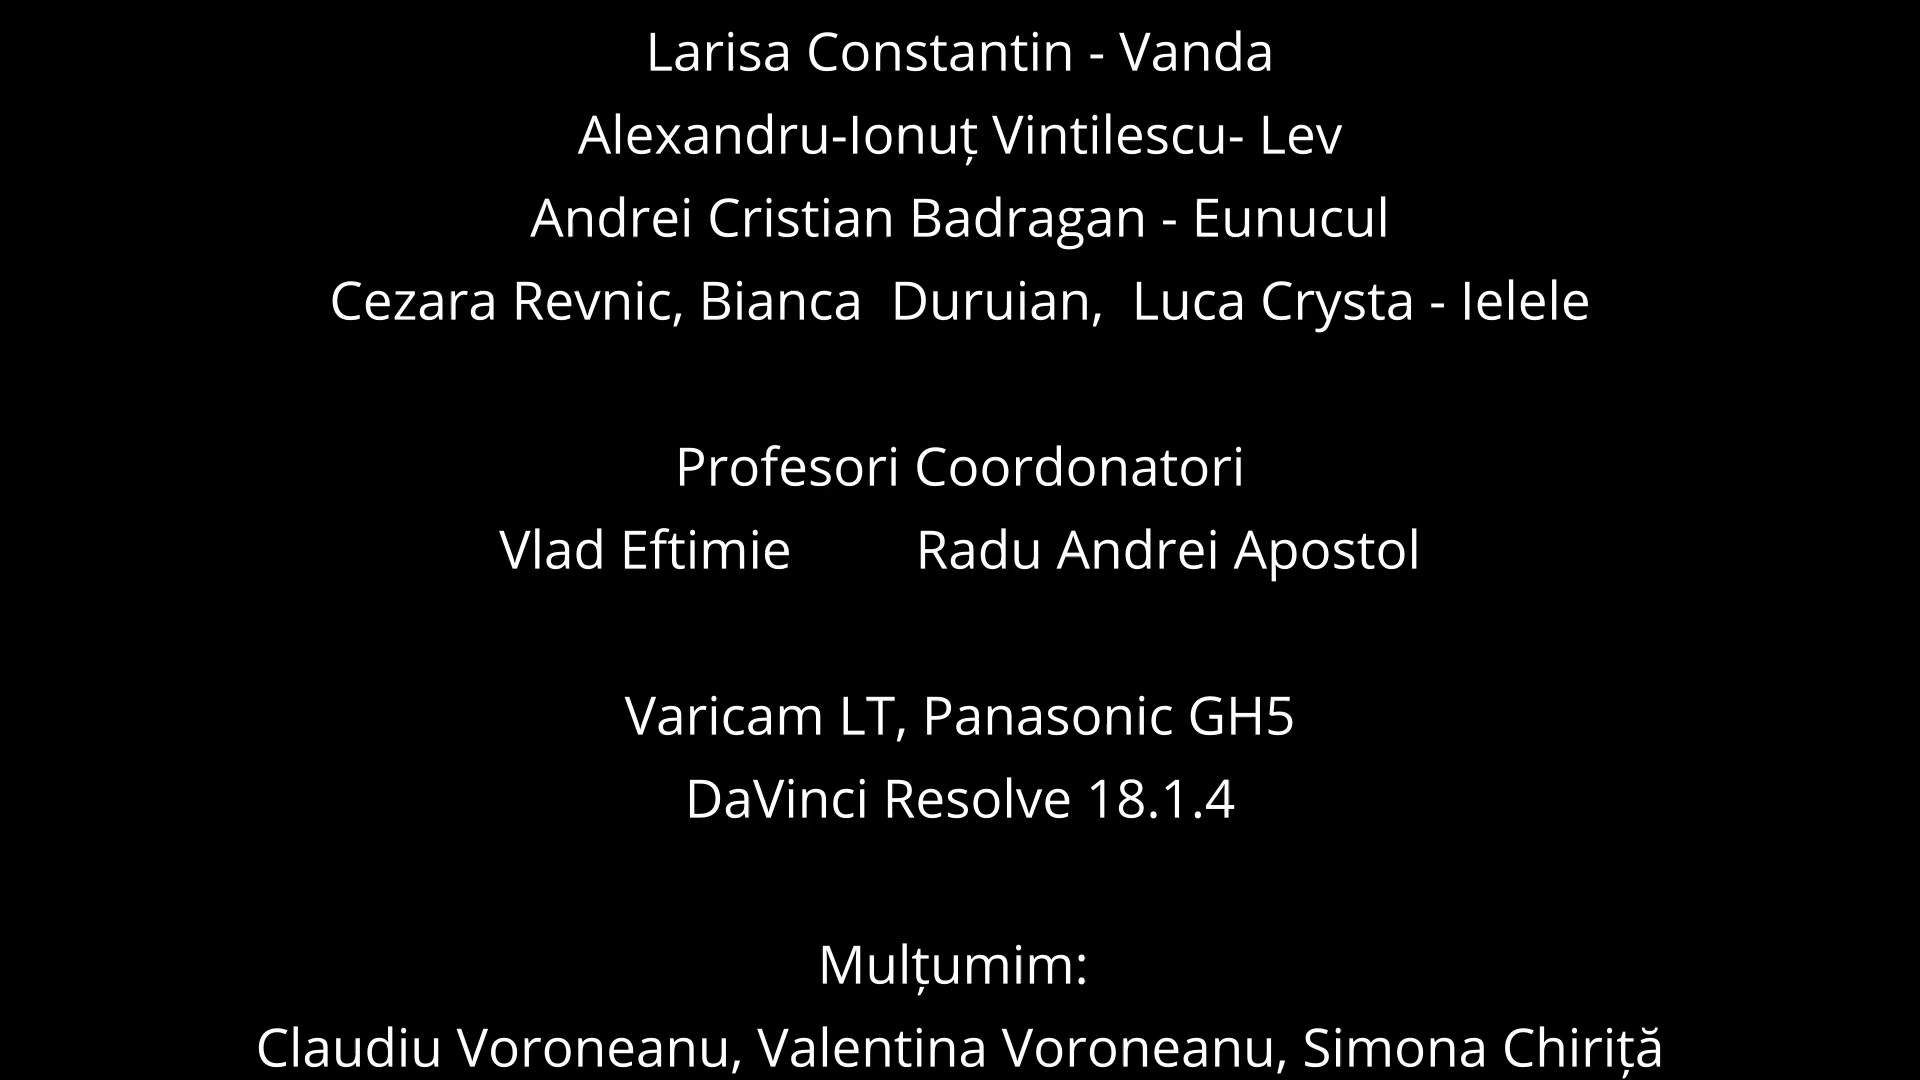 Larisa Constantin - Vanda
Alexandru-Ionuț Vintilescu- Lev
Andrei Cristian Badragan - Eunucul
Cezara Revnic, Bianca  Duruian,  Luca Crysta - Ielele
Profesori Coordonatori
Vlad Eftimie Radu Andrei Apostol
Varicam LT, Panasonic GH5
DaVinci Resolve 18.1.4
Mulțumim:
Claudiu Voroneanu, Valentina Voroneanu, Simona Chiriță